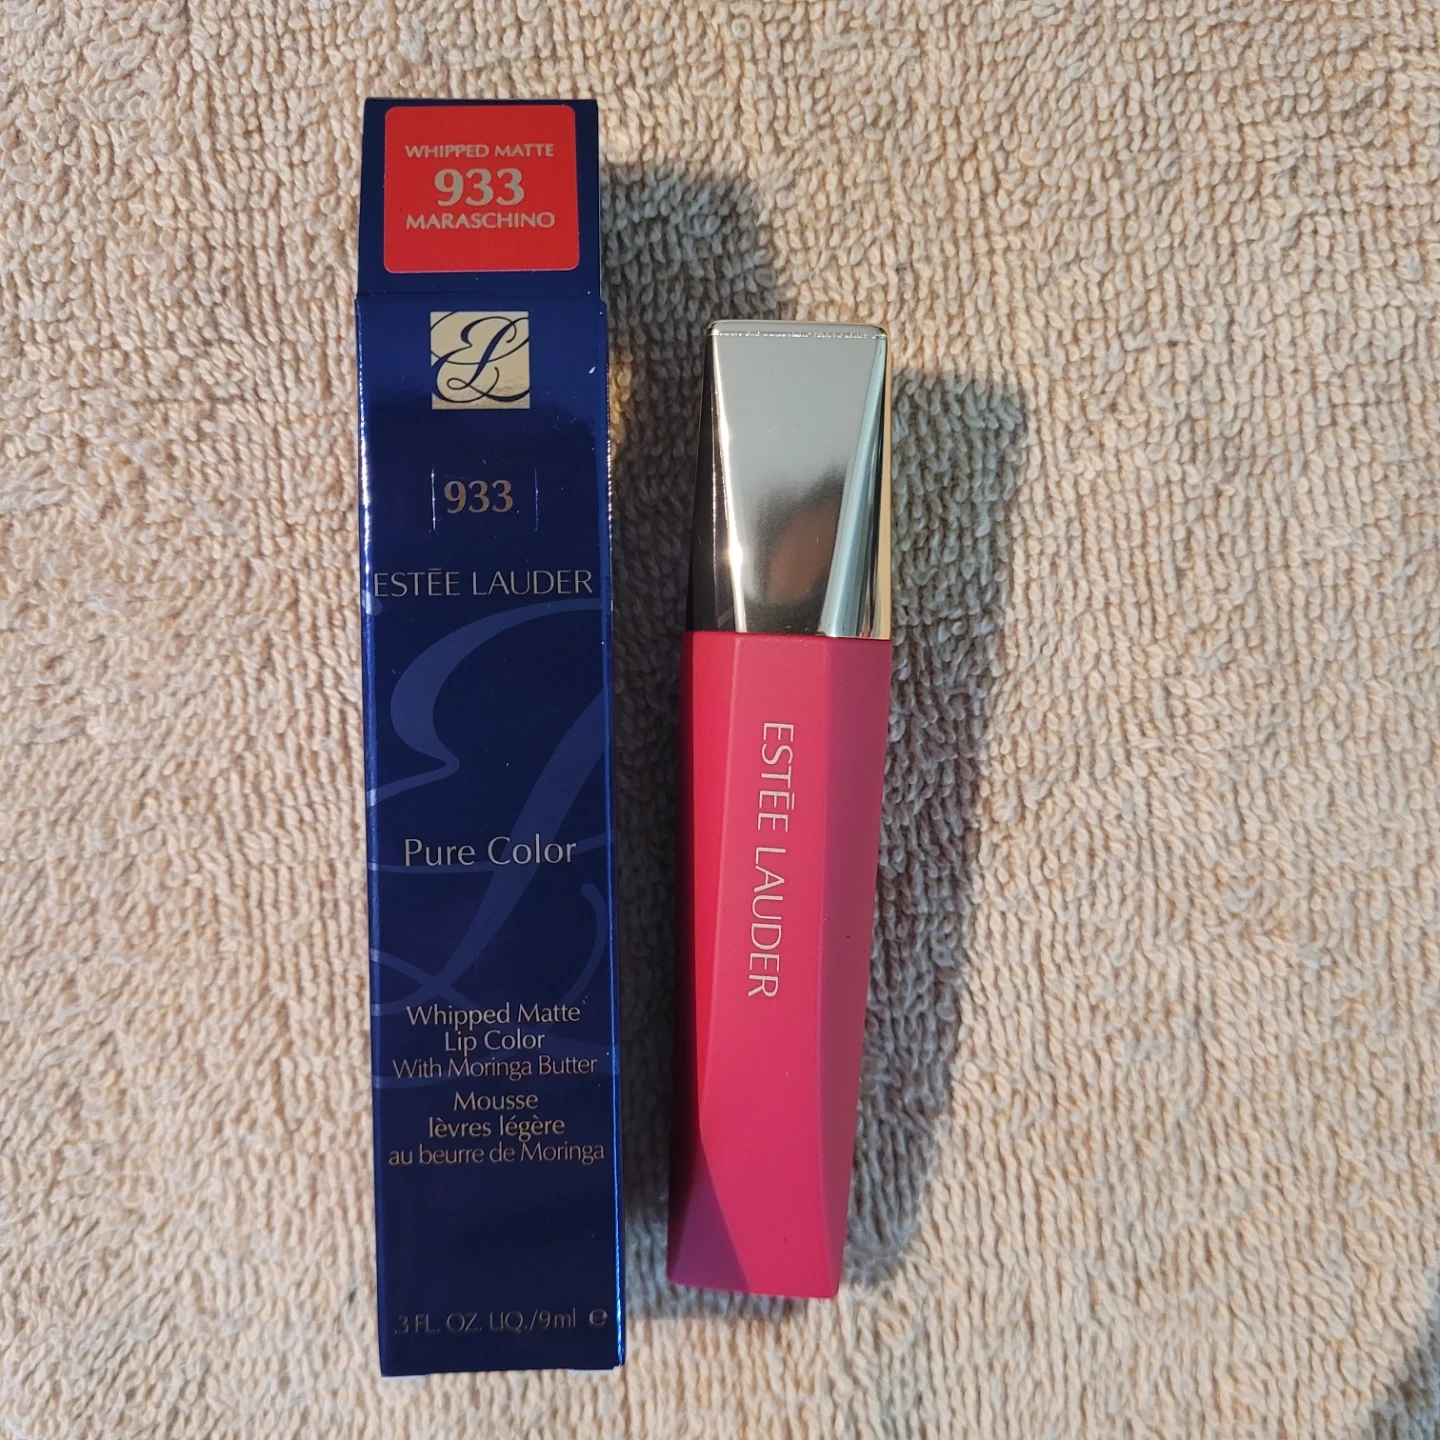 WHIPPED MATTE
933
MARASCHINO
EL
933
ESTĒE LAUDER
Pure Color
Whipped Matte
Lip Color
With Moringa Butter
Mousse
lèvres légère
au beurre de Moringa
.3 FL. OZ. LIQ./9ml ℮
ESTĒE LAUDER